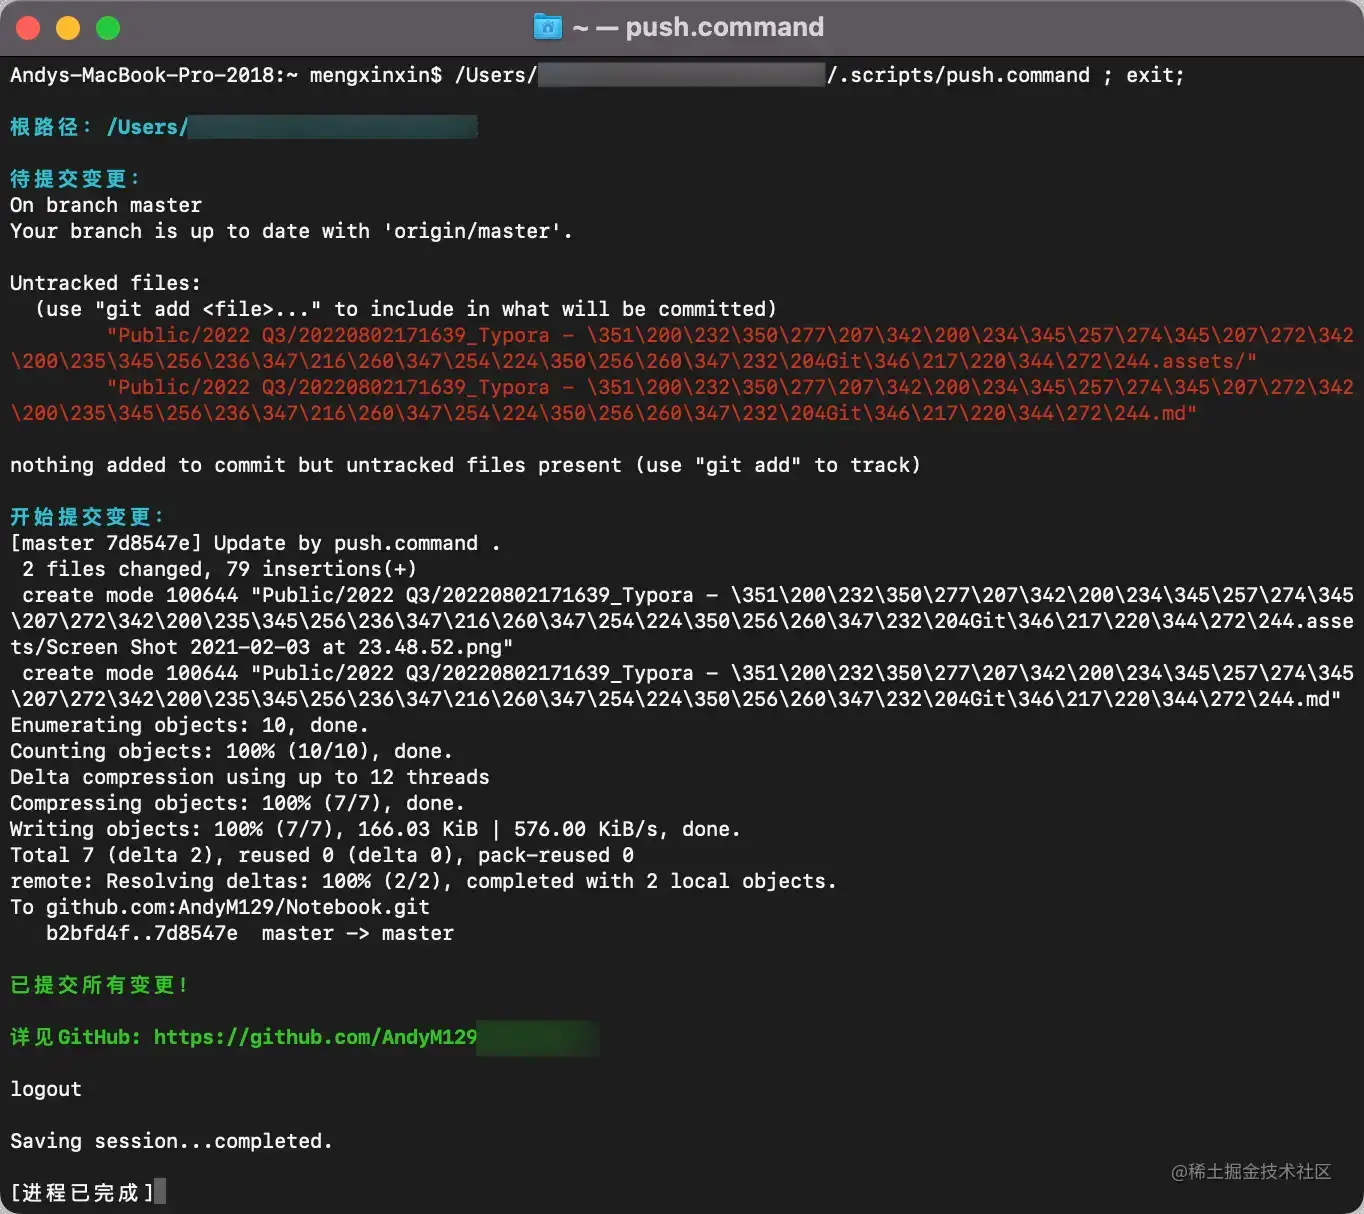 ~ — push.command
Andys-MacBook-Pro-2018:~ mengxinxin$ /Users/ /.scripts/push.command ; exit;
根路径: /Users/
待提交变更:
On branch master
Your branch is up to date with 'origin/master'.
Untracked files:
(use "git add <file>..." to include in what will be committed)
"Public/2022 Q3/20220802171639_Typora - \351\200\232\350\277\207\342\200\234\345\257\274\345\207\272\342
\200\235\345\256\236\347\216\260\347\254\224\350\256\260\347\232\204Git\346\217\220\344\272\244.assets/"
"Public/2022 Q3/20220802171639_Typora - \351\200\232\350\277\207\342\200\234\345\257\274\345\207\272\342
\200\235\345\256\236\347\216\260\347\254\224\350\256\260\347\232\204Git\346\217\220\344\272\244.md"
nothing added to commit but untracked files present (use "git add" to track)
开始提交变更:
[master 7d8547e] Update by push.command .
2 files changed, 79 insertions(+)
create mode 100644 "Public/2022 Q3/20220802171639_Typora - \351\200\232\350\277\207\342\200\234\345\257\274\345
\207\272\342\200\235\345\256\236\347\216\260\347\254\224\350\256\260\347\232\204Git\346\217\220\344\272\244.asse
ts/Screen Shot 2021-02-03 at 23.48.52.png"
create mode 100644 "Public/2022 Q3/20220802171639_Typora - \351\200\232\350\277\207\342\200\234\345\257\274\345
\207\272\342\200\235\345\256\236\347\216\260\347\254\224\350\256\260\347\232\204Git\346\217\220\344\272\244.md"
Enumerating objects: 10, done.
Counting objects: 100% (10/10), done.
Delta compression using up to 12 threads
Compressing objects: 100% (7/7), done.
Writing objects: 100% (7/7), 166.03 KiB | 576.00 KiB/s, done.
Total 7 (delta 2), reused 0 (delta 0), pack-reused 0
remote: Resolving deltas: 100% (2/2), completed with 2 local objects.
To github.com:AndyM129/Notebook.git
b2bfd4f..7d8547e  master -> master
已提交所有变更!
详见GitHub: https://github.com/AndyM129
logout
Saving session...completed.
[进程已完成]
@稀土掘金技术社区